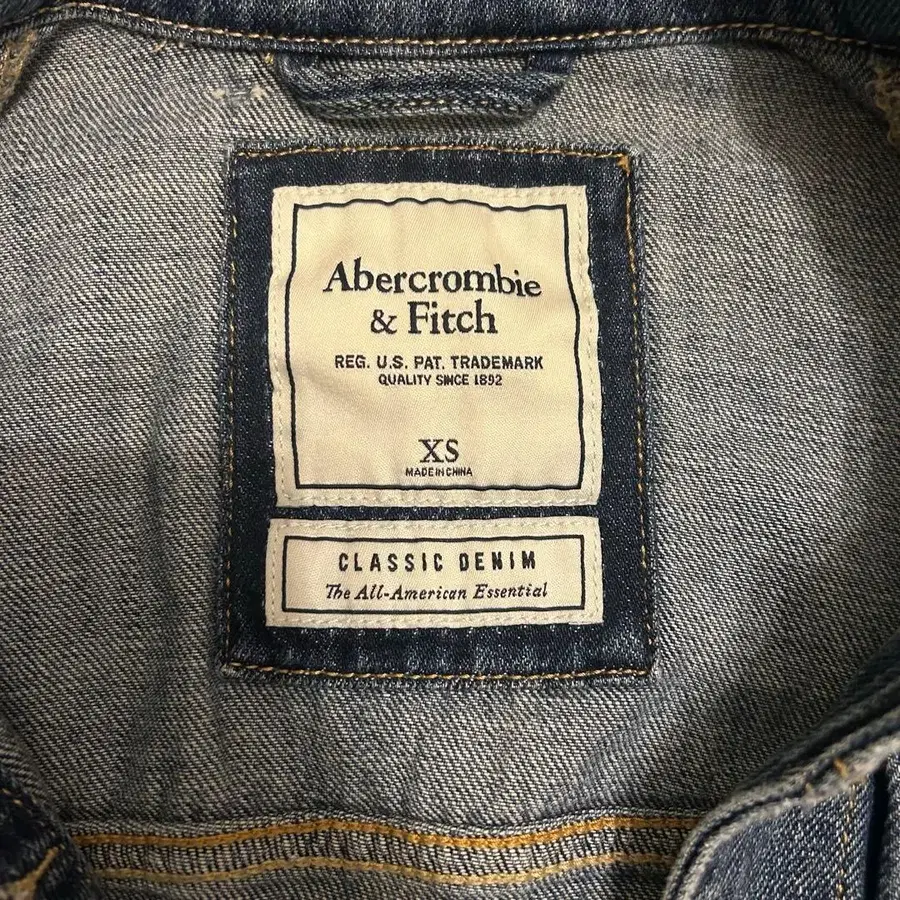 Abercrombie
& Fitch
REG. U.S. PAT. TRADEMARK
QUALITY SINCE 1892
XS
MADE IN CHINA
CLASSIC DENIM
The All-American Essential